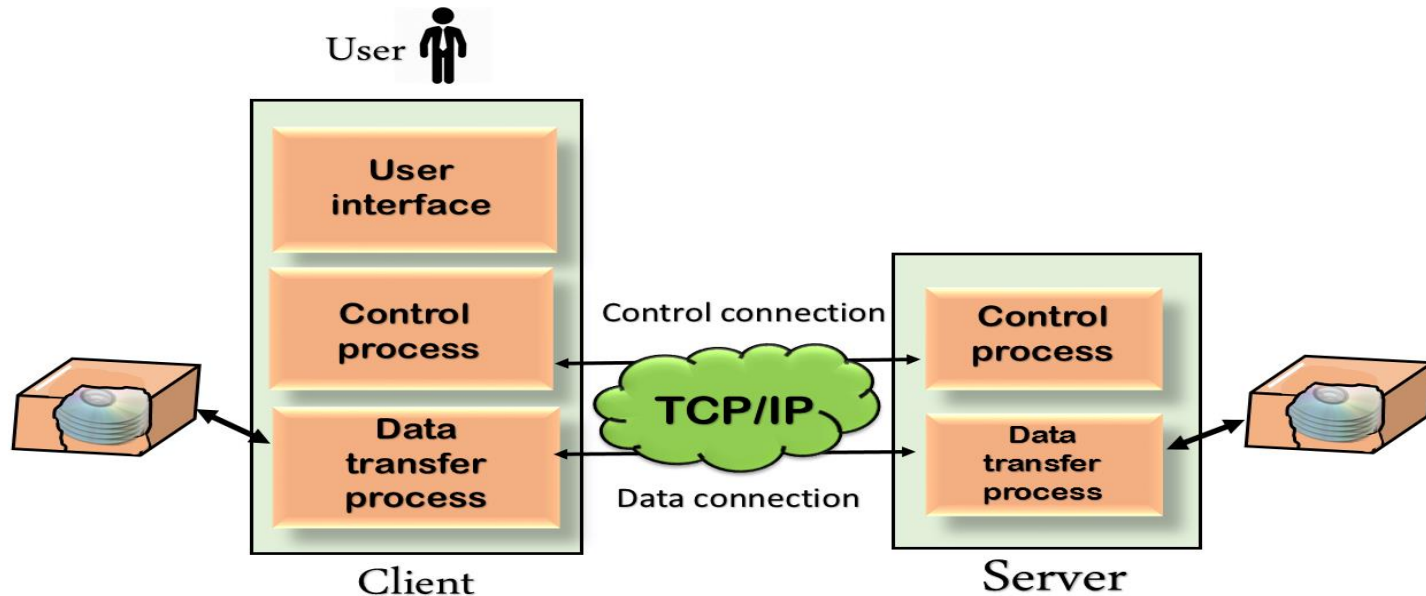 User
User
interface
Control
process
Data
transfer
process
Client
Control connection
TCP/IP
Data connection
Control
process
Data
transfer
process
Server